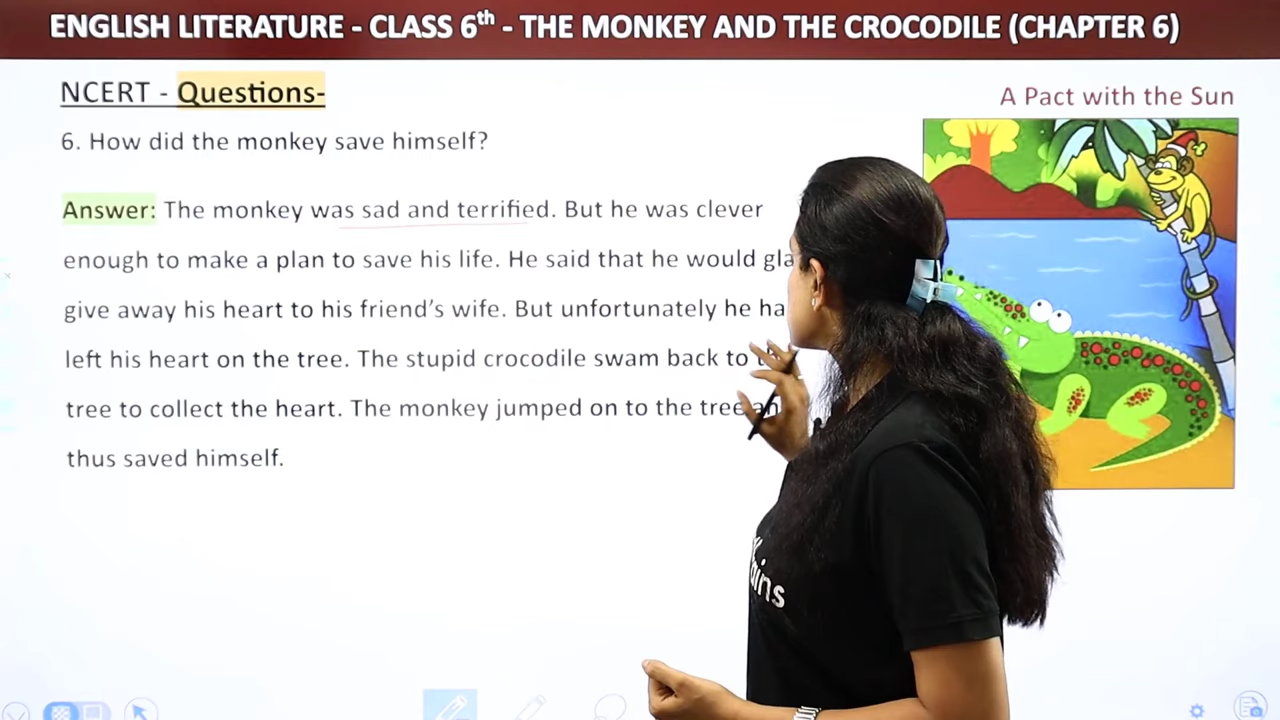 ENGLISH LITERATURE - CLASS 6th - THE MONKEY AND THE CROCODILE (CHAPTER 6)
NCERT - Questions-
A Pact with the Sun
6. How did the monkey save himself?
Answer: The monkey was sad and terrified. But he was clever
enough to make a plan to save his life. He said that he would
give away his heart to his friend's wife. But unfortunately he
left his heart on the tree. The stupid crocodile swam back to
tree to collect the heart. The monkey jumped on to the tree
thus saved himself.